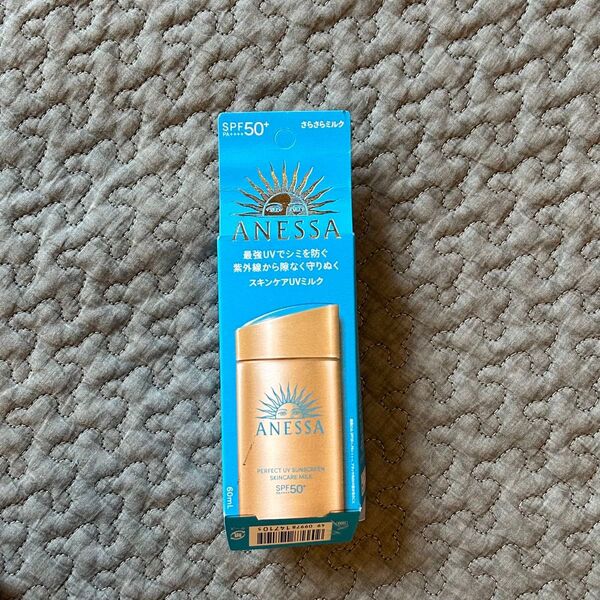 SPF50+
PA++++
さらさらミルク
ANESSA
最強UVでシミを防ぐ
紫外線から隙なく守りぬく
スキンケアUVミルク
ANESSA
PERFECT UV SUNSCREEN
SKINCARE MILK
SPF50+
PA++++
60mL